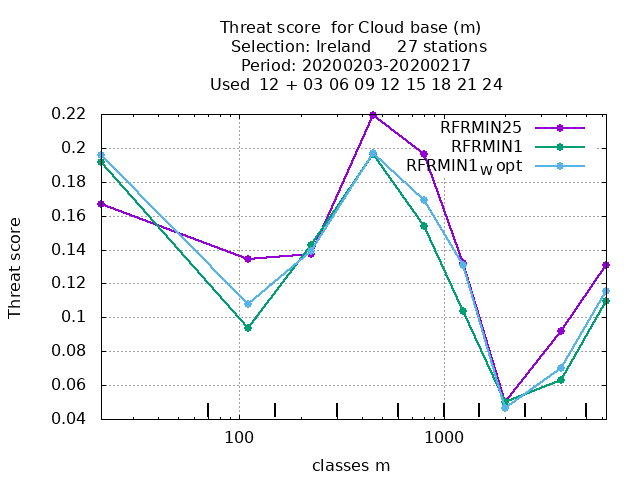 Threat score  for Cloud base (m)
Selection: Ireland     27 stations
Period: 20200203-20200217
Used  12 + 03 06 09 12 15 18 21 24
RFRMIN25
RFRMIN1
RFRMIN1w opt
0.22
0.2
0.18
0.16
0.14
0.12
0.1
0.08
0.06
0.04
Threat score
100
1000
classes m